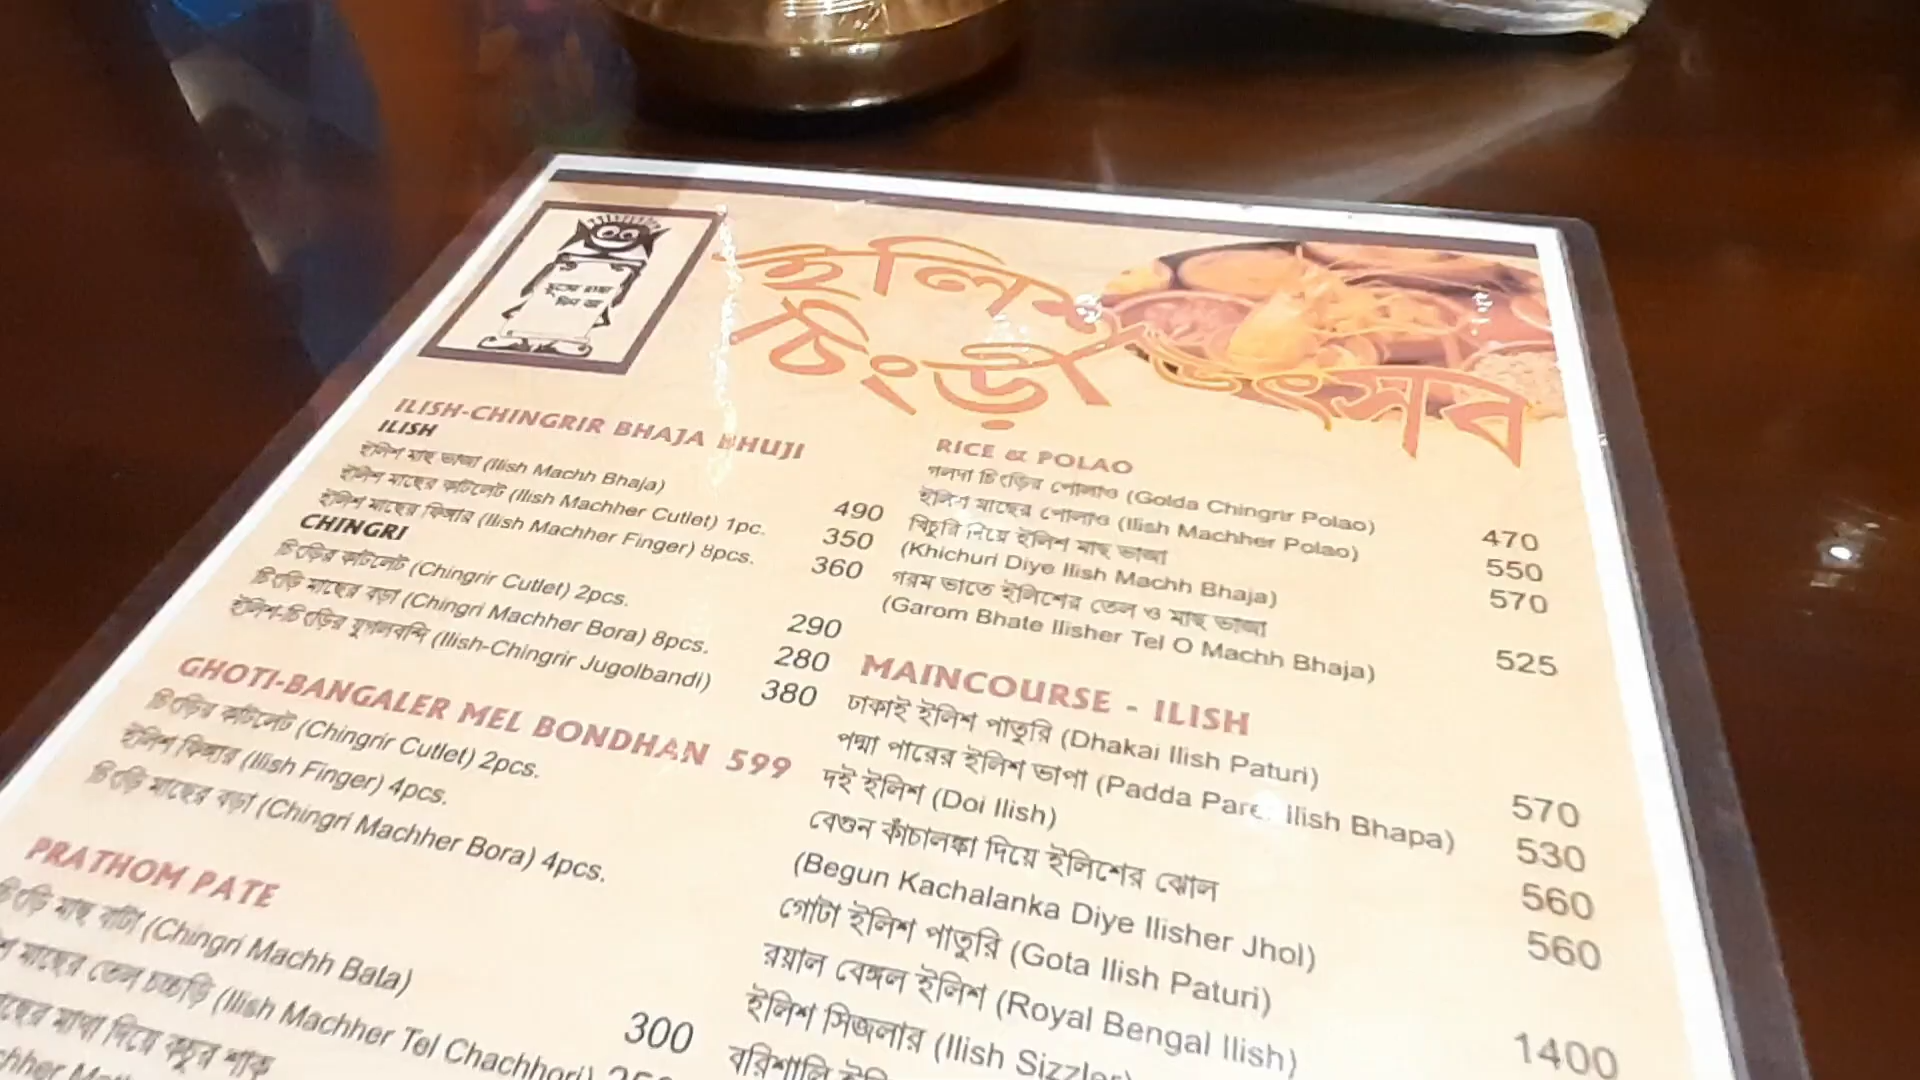 ইলিশ
চিংড়ী উৎসব
ILISH-CHINGRIR BHAJA BHUJI
ILISH
ইলিশ মাছ ভাজা (Ilish Machh Bhaja) 490
ইলিশ মাছের কাটলেট (Ilish Machher Cutlet) 1pc. 350
ইলিশ মাছের ফিঙ্গার (Ilish Machher Finger) 8pcs. 360
CHINGRI
চিংড়ির কাটলেট (Chingrir Cutlet) 2pcs. 290
চিংড়ি মাছের বড়া (Chingri Machher Bora) 8pcs. 280
ইলিশ-চিংড়ির যুগলবন্দি (Ilish-Chingrir Jugolbandi) 380
GHOTI-BANGALER MEL BONDHAN 599
চিংড়ির কাটলেট (Chingrir Cutlet) 2pcs.
ইলিশ ফিঙ্গার (Ilish Finger) 4pcs.
চিংড়ি মাছের বড়া (Chingri Machher Bora) 4pcs.
PRATHOM PATE
চিংড়ি মাছ বাটা (Chingri Machh Bata) 300
মাছের তেল চচ্চড়ি (Ilish Machher Tel Chachhori)
মাথা দিয়ে কচুর শাক
RICE & POLAO
গলদা চিংড়ির পোলাও (Golda Chingrir Polao) 470
ইলিশ মাছের পোলাও (Ilish Machher Polao) 550
খিচুরি দিয়ে ইলিশ মাছ ভাজা
(Khichuri Diye Ilish Machh Bhaja) 570
গরম ভাতে ইলিশের তেল ও মাছ ভাজা
(Garom Bhate Ilisher Tel O Machh Bhaja) 525
MAINCOURSE - ILISH
ঢাকাই ইলিশ পাতুরি (Dhakai Ilish Paturi) 570
পদ্মা পারের ইলিশ ভাপা (Padda Parer Ilish Bhapa) 530
দই ইলিশ (Doi Ilish) 560
বেগুন কাঁচালঙ্কা দিয়ে ইলিশের ঝোল
(Begun Kachalanka Diye Ilisher Jhol) 560
গোটা ইলিশ পাতুরি (Gota Ilish Paturi) 1400
রয়াল বেঙ্গল ইলিশ (Royal Bengal Ilish)
ইলিশ সিজলার (Ilish Sizzler)
বরিশালি